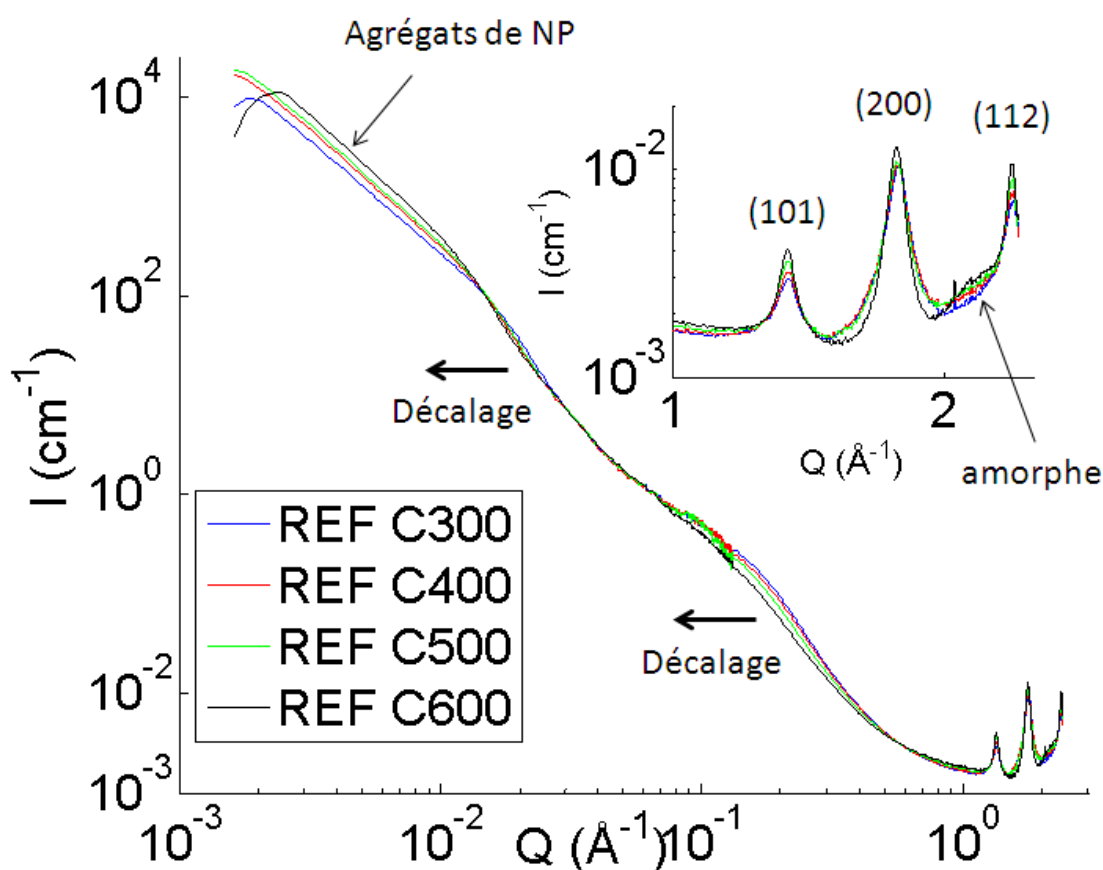 Agrégats de NP
10^4
10^2
10^0
10^-2
10^-3
I (cm^-1)
Décalage
Décalage
REF C300
REF C400
REF C500
REF C600
10^-3
10^-2
10^-1
10^0
Q (Å^-1)
(101)
(200)
(112)
10^-2
10^-3
I (cm^-1)
1
2
Q (Å^-1)
amorphe